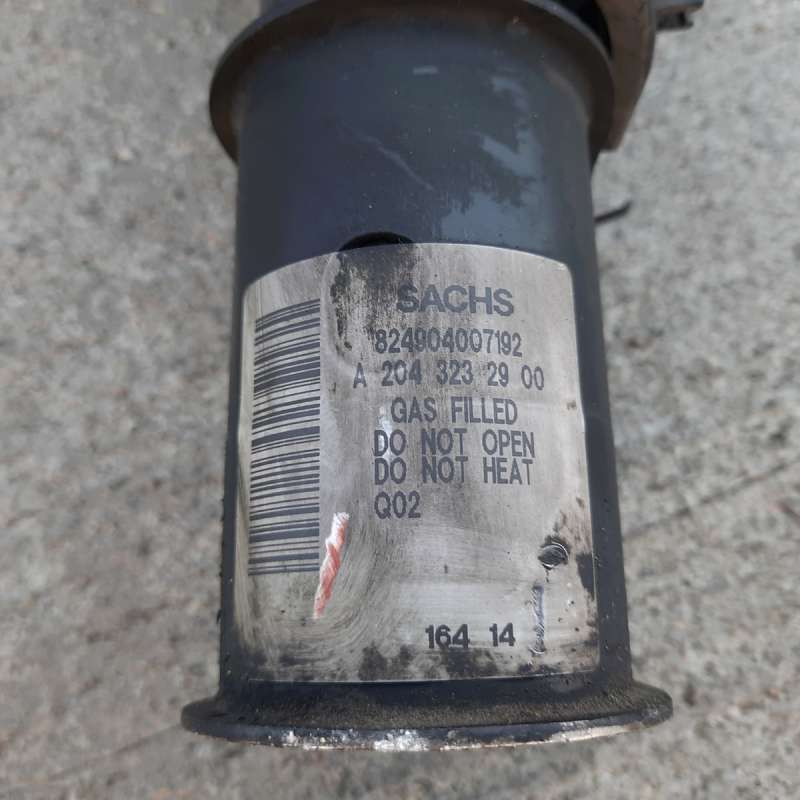 SACHS
824904007192
A 204 323 29 00
GAS FILLED
DO NOT OPEN
DO NOT HEAT
Q02
164 14